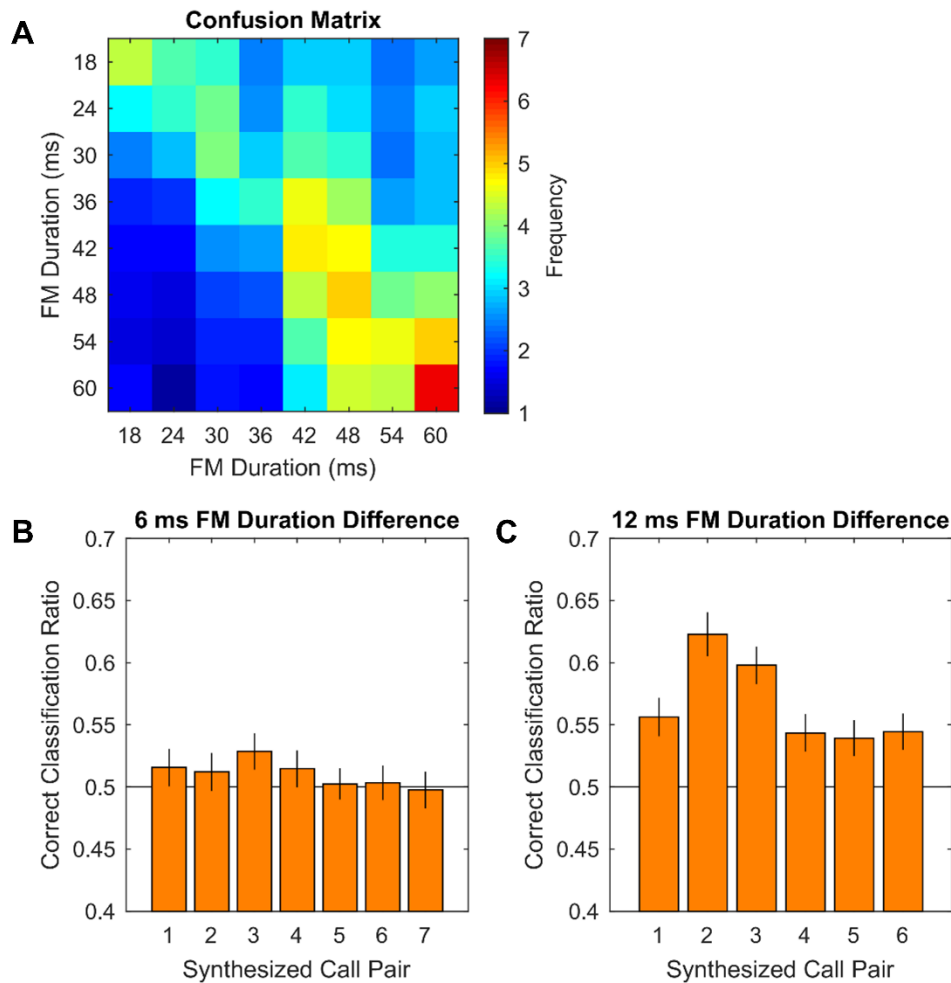 A
Confusion Matrix
FM Duration (ms)
18
24
30
36
42
48
54
60
18 24 30 36 42 48 54 60
FM Duration (ms)
7
6
5
4
3
2
1
Frequency
B
6 ms FM Duration Difference
Correct Classification Ratio
0.7
0.65
0.6
0.55
0.5
0.45
0.4
1 2 3 4 5 6 7
Synthesized Call Pair
C
12 ms FM Duration Difference
Correct Classification Ratio
0.7
0.65
0.6
0.55
0.5
0.45
0.4
1 2 3 4 5 6
Synthesized Call Pair